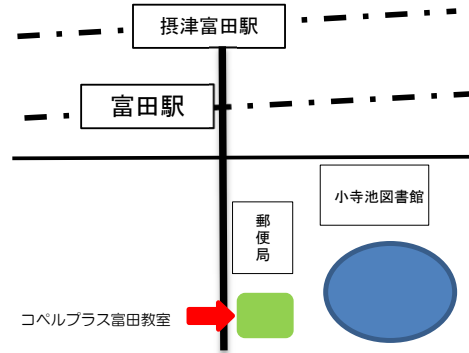 摂津富田駅
富田駅
小寺池図書館
郵便局
コペルプラス富田教室